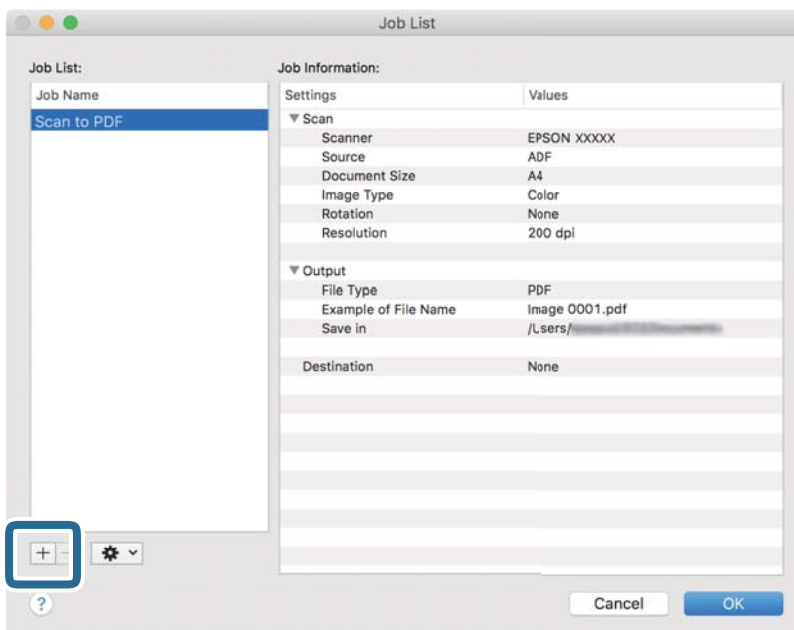 Job List
Job List:
Job Information:
Job Name
Settings Values
Scan to PDF
Scan
Scanner EPSON XXXXX
Source ADF
Document Size A4
Image Type Color
Rotation None
Resolution 200 dpi
Output
File Type PDF
Example of File Name Image 0001.pdf
Save in /Users/
Destination None
+ -
?
Cancel
OK